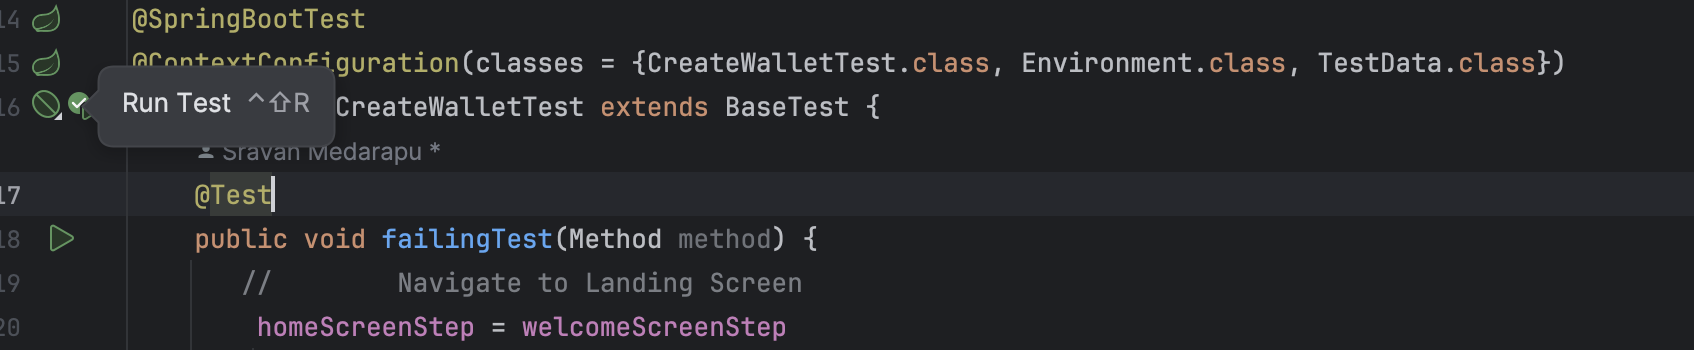 14 @SpringBootTest
15 @ContextConfiguration(classes = {CreateWalletTest.class, Environment.class, TestData.class})
16 Run Test ^⇧R CreateWalletTest extends BaseTest {
Sravan Medarapu *
17 @Test
18 public void failingTest(Method method) {
19 // Navigate to Landing Screen
20 homeScreenStep = welcomeScreenStep